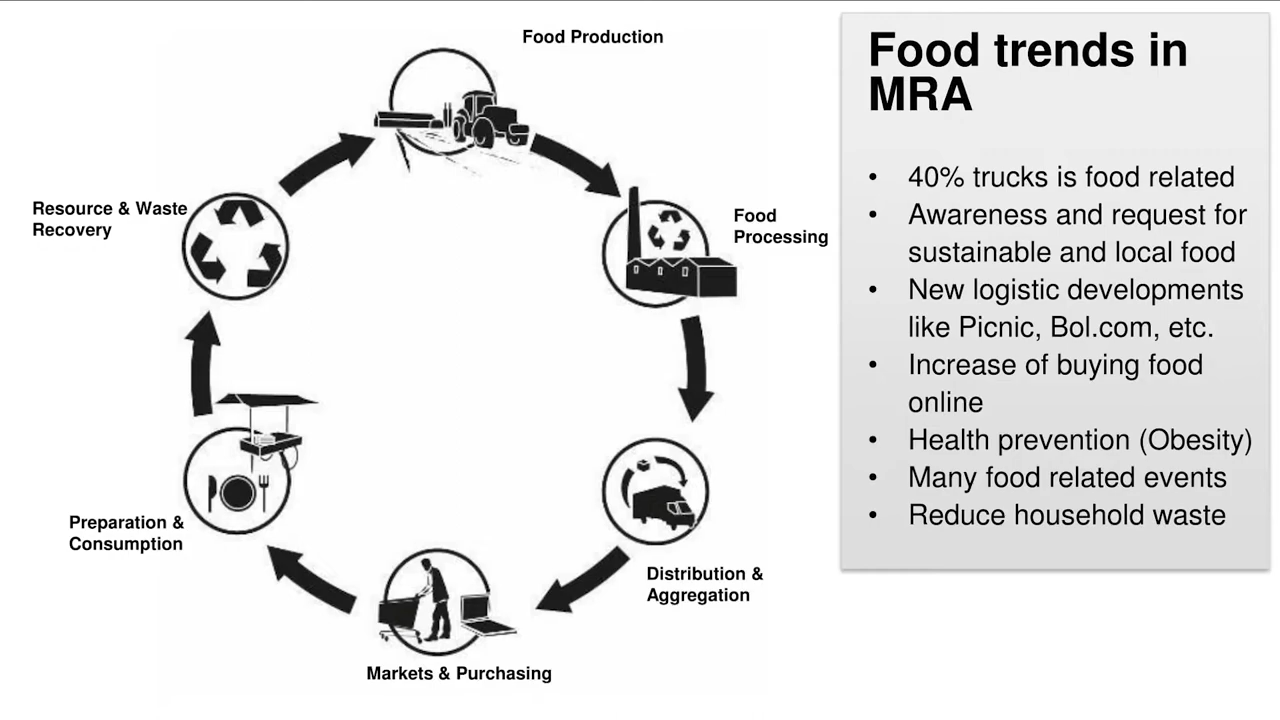 Food Production
Food
Processing
Distribution &
Aggregation
Markets & Purchasing
Preparation &
Consumption
Resource & Waste
Recovery
Food trends in
MRA
• 40% trucks is food related
• Awareness and request for
sustainable and local food
• New logistic developments
like Picnic, Bol.com, etc.
• Increase of buying food
online
• Health prevention (Obesity)
• Many food related events
• Reduce household waste